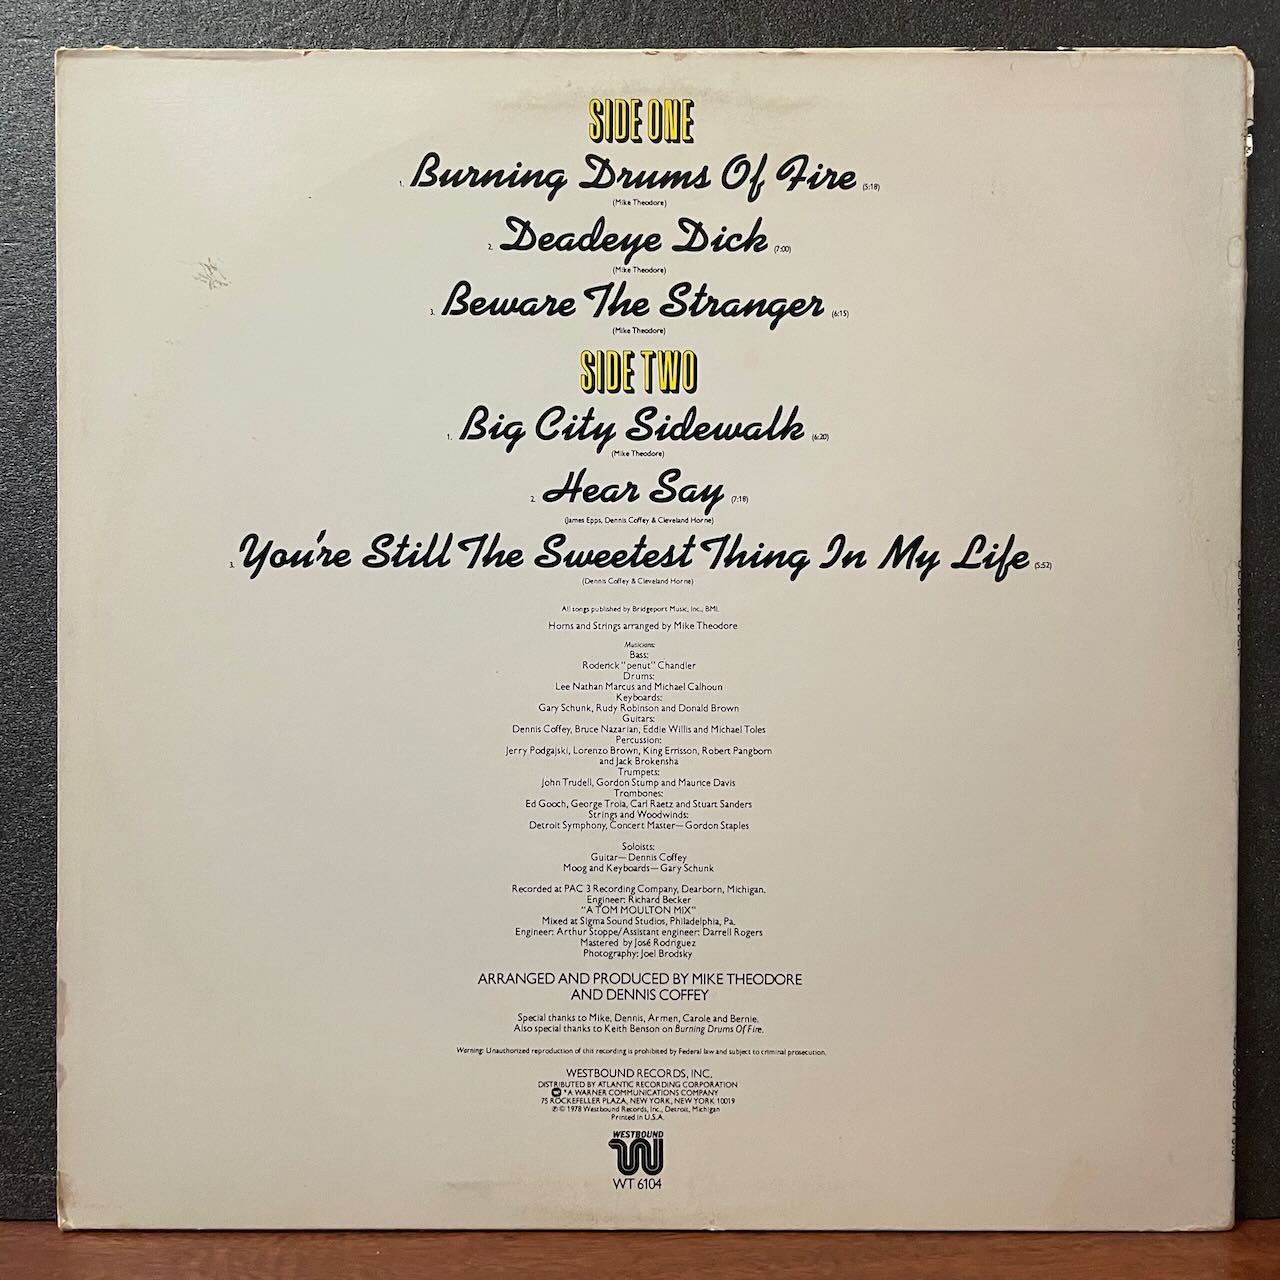 SIDE ONE
1. Burning Drums Of Fire (5:18)
(Mike Theodore)
2. Deadeye Dick (7:00)
(Mike Theodore)
3. Beware The Stranger (6:15)
(Mike Theodore)
SIDE TWO
1. Big City Sidewalk (6:20)
(Mike Theodore)
2. Hear Say (7:18)
(James Epps, Dennis Coffey & Cleveland Horne)
3. You're Still The Sweetest Thing In My Life (5:52)
(Dennis Coffey & Cleveland Horne)
All songs published by Bridgeport Music, Inc., BMI.
Horns and Strings arranged by Mike Theodore
Musicians:
Bass:
Roderick "penut" Chandler
Drums:
Lee Nathan Marcus and Michael Calhoun
Keyboards:
Gary Schunk, Rudy Robinson and Donald Brown
Guitars:
Dennis Coffey, Bruce Nazarian, Eddie Willis and Michael Toles
Percussion:
Jerry Podgajski, Lorenzo Brown, King Errisson, Robert Pangborn
and Jack Brokensha
Trumpets:
John Trudell, Gordon Stump and Maurice Davis
Trombones:
Ed Gooch, George Troia, Carl Raetz and Stuart Sanders
Strings and Woodwinds:
Detroit Symphony, Concert Master—Gordon Staples
Soloists:
Guitar—Dennis Coffey
Moog and Keyboards—Gary Schunk
Recorded at PAC 3 Recording Company, Dearborn, Michigan.
Engineer: Richard Becker
"A TOM MOULTON MIX"
Mixed at Sigma Sound Studios, Philadelphia, Pa.
Engineer: Arthur Stoppe/Assistant engineer: Darrell Rogers
Mastered by José Rodriguez
Photography: Joel Brodsky
ARRANGED AND PRODUCED BY MIKE THEODORE
AND DENNIS COFFEY
Special thanks to Mike, Dennis, Armen, Carole and Bernie.
Also special thanks to Keith Benson on Burning Drums Of Fire.
Warning: Unauthorized reproduction of this recording is prohibited by Federal law and subject to criminal prosecution.
WESTBOUND RECORDS, INC.
DISTRIBUTED BY ATLANTIC RECORDING CORPORATION
* A WARNER COMMUNICATIONS COMPANY
75 ROCKEFELLER PLAZA, NEW YORK, NEW YORK 10019
℗ © 1978 Westbound Records, Inc., Detroit, Michigan
Printed in U.S.A.
WESTBOUND
WT 6104